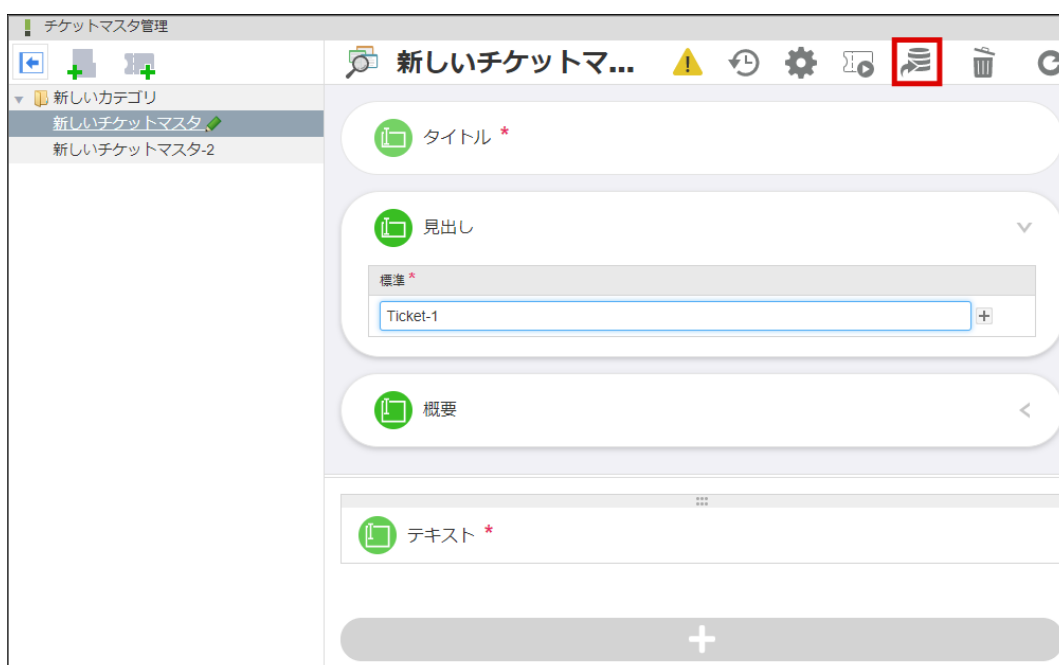 チケットマスタ管理
新しいチケットマ...
新しいカテゴリ
新しいチケットマスタ
新しいチケットマスタ-2
タイトル *
見出し
標準 *
Ticket-1
概要
テキスト *